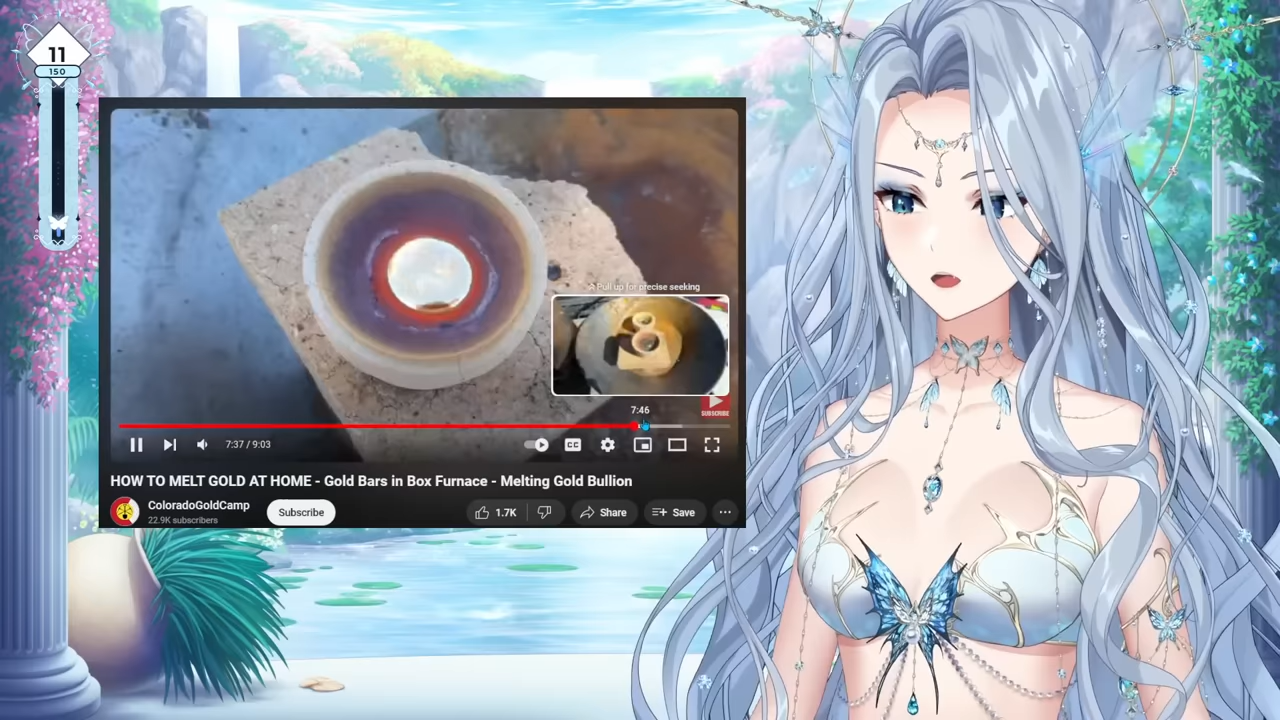 11
150
Pull up for precise seeking
7:46
SUBSCRIBE
7:37 / 9:03
CC
HOW TO MELT GOLD AT HOME - Gold Bars in Box Furnace - Melting Gold Bullion
ColoradoGoldCamp
22.9K subscribers
Subscribe
1.7K
Share
Save